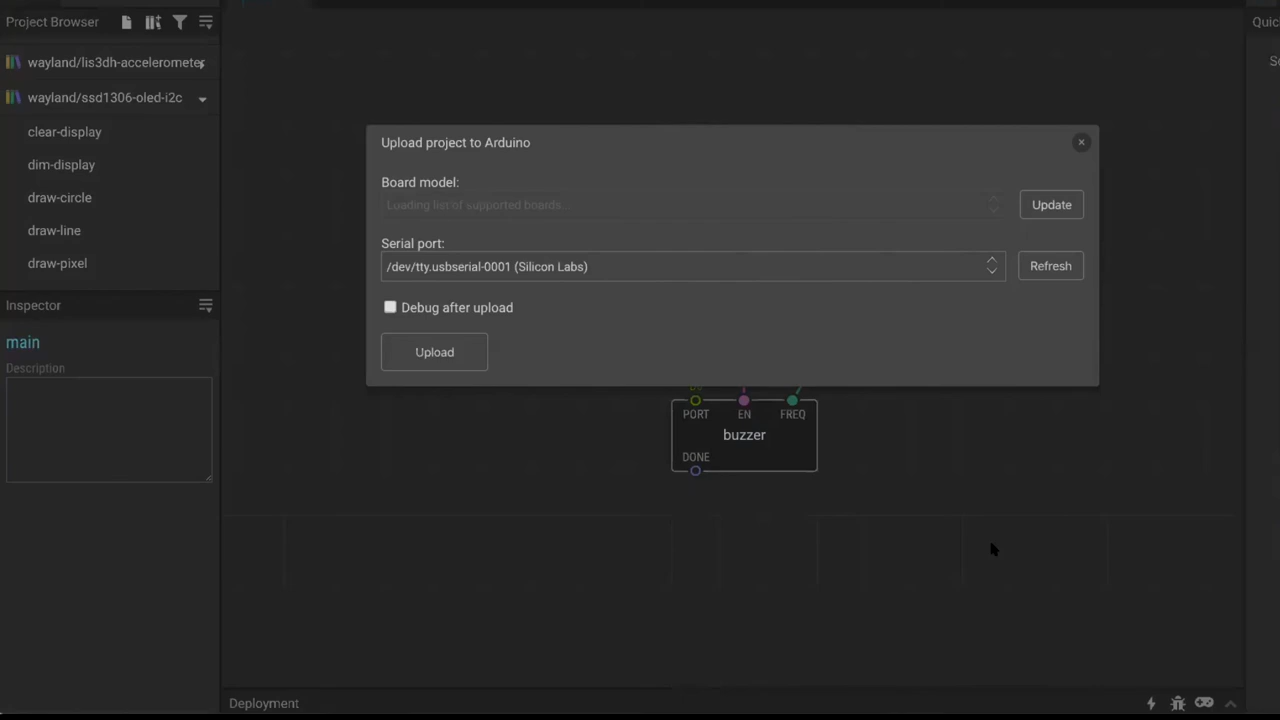 Project Browser
Quic
wayland/lis3dh-accelerometer
wayland/ssd1306-oled-i2c
clear-display
dim-display
draw-circle
draw-line
draw-pixel
Inspector
main
Description
Upload project to Arduino
Board model:
Loading list of supported boards...
Update
Serial port:
/dev/tty.usbserial-0001 (Silicon Labs)
Refresh
Debug after upload
Upload
PORT EN FREQ
buzzer
DONE
Deployment